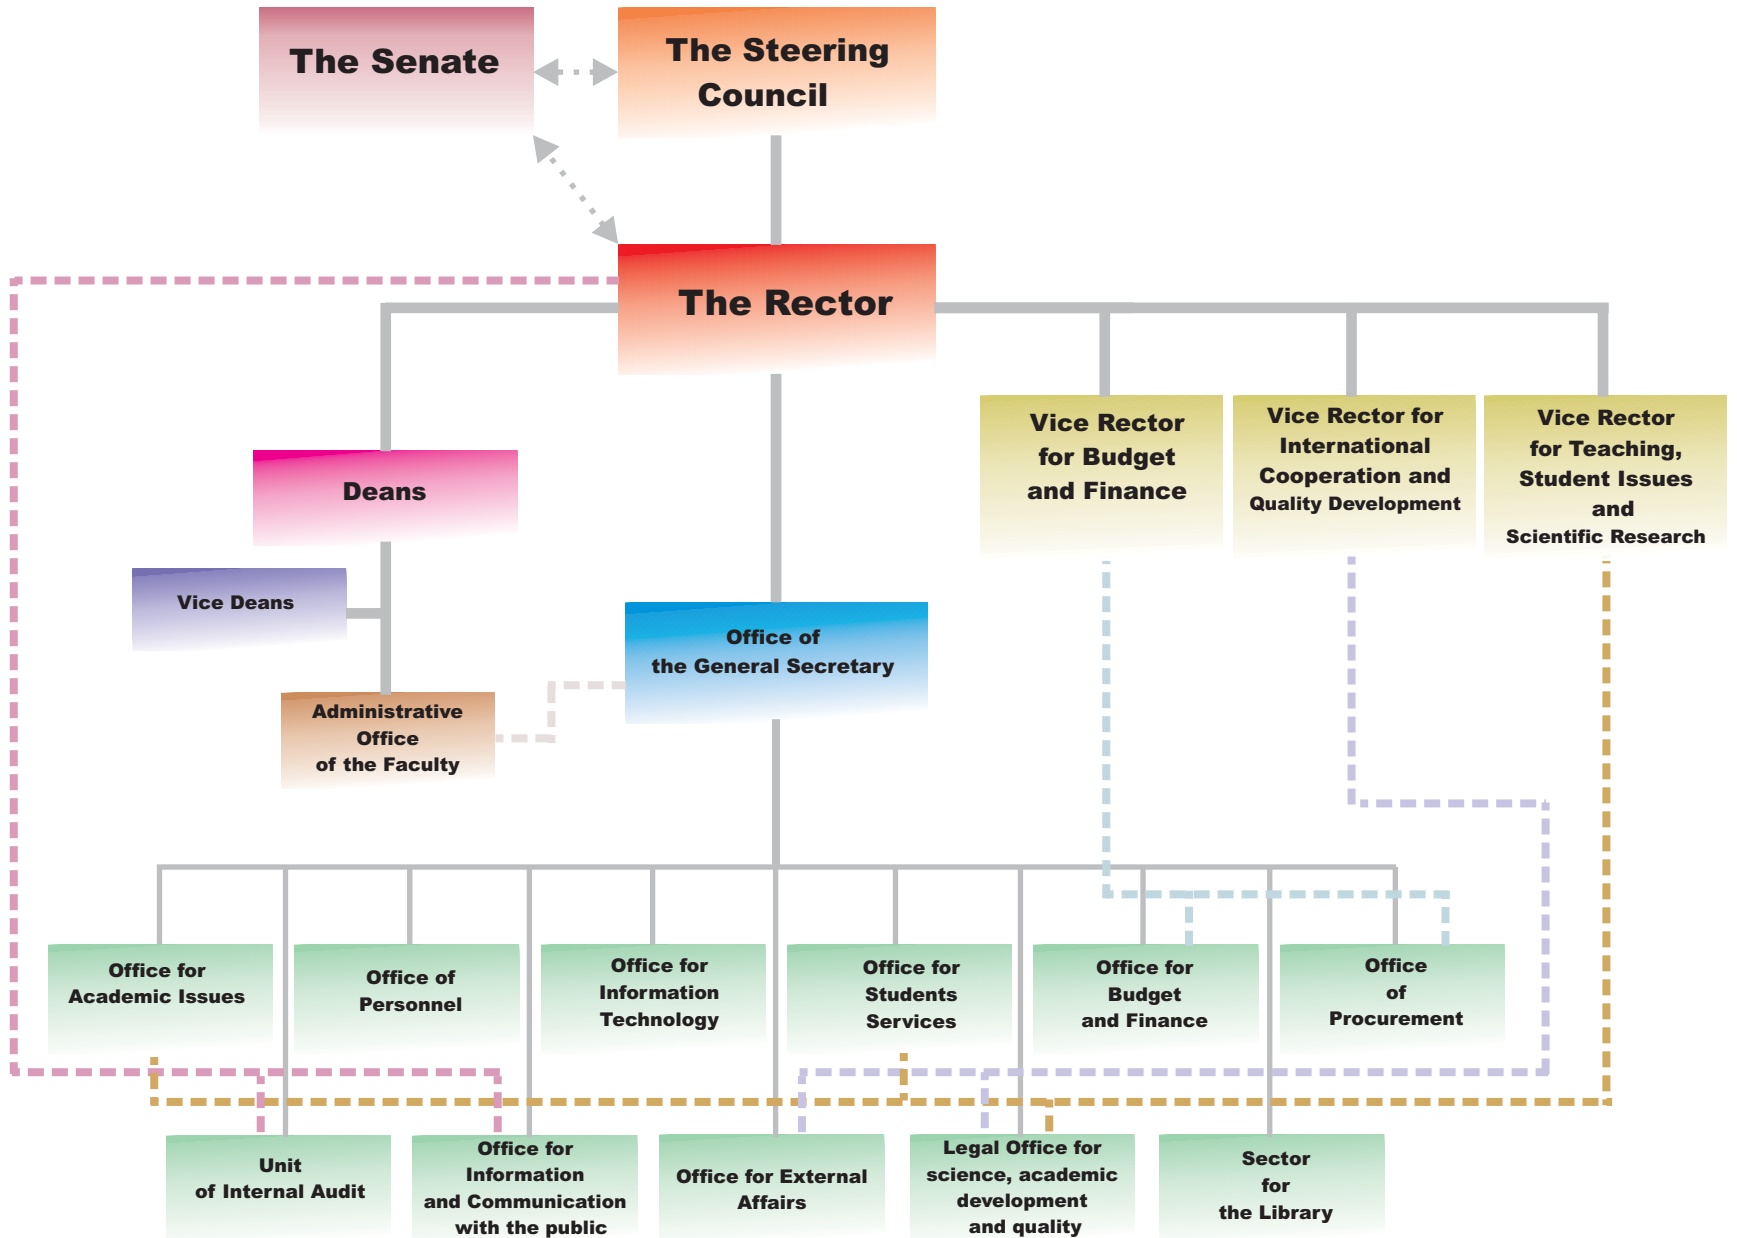 The Senate
The Steering
Council
The Rector
Vice Rector
for Budget
and Finance
Vice Rector for
International
Cooperation and
Quality Development
Vice Rector
for Teaching,
Student Issues
and
Scientific Research
Deans
Vice Deans
Administrative
Office
of the Faculty
Office of
the General Secretary
Office for
Academic Issues
Office of
Personnel
Office for
Information
Technology
Office for
Students
Services
Office for
Budget
and Finance
Office
of
Procurement
Unit
of Internal Audit
Office for
Information
and Communication
with the public
Office for External
Affairs
Legal Office for
science, academic
development
and quality
Sector
for
the Library